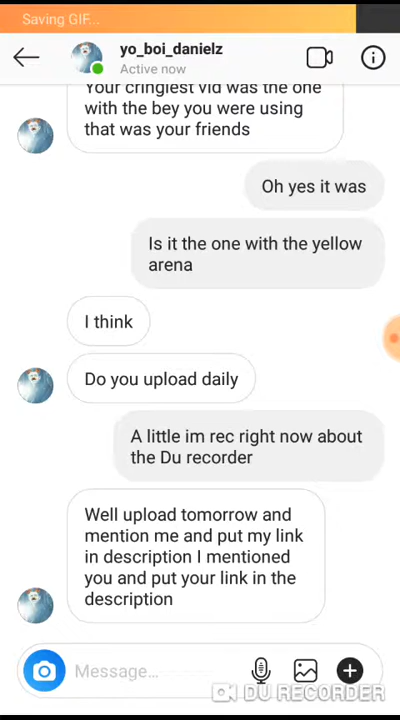 Saving GIF...
yo_boi_danielz
Active now
Your cringiest vid was the one
with the bey you were using
that was your friends
Oh yes it was
Is it the one with the yellow
arena
I think
Do you upload daily
A little im rec right now about
the Du recorder
Well upload tomorrow and
mention me and put my link
in description I mentioned
you and put your link in the
description
Message...
DU RECORDER